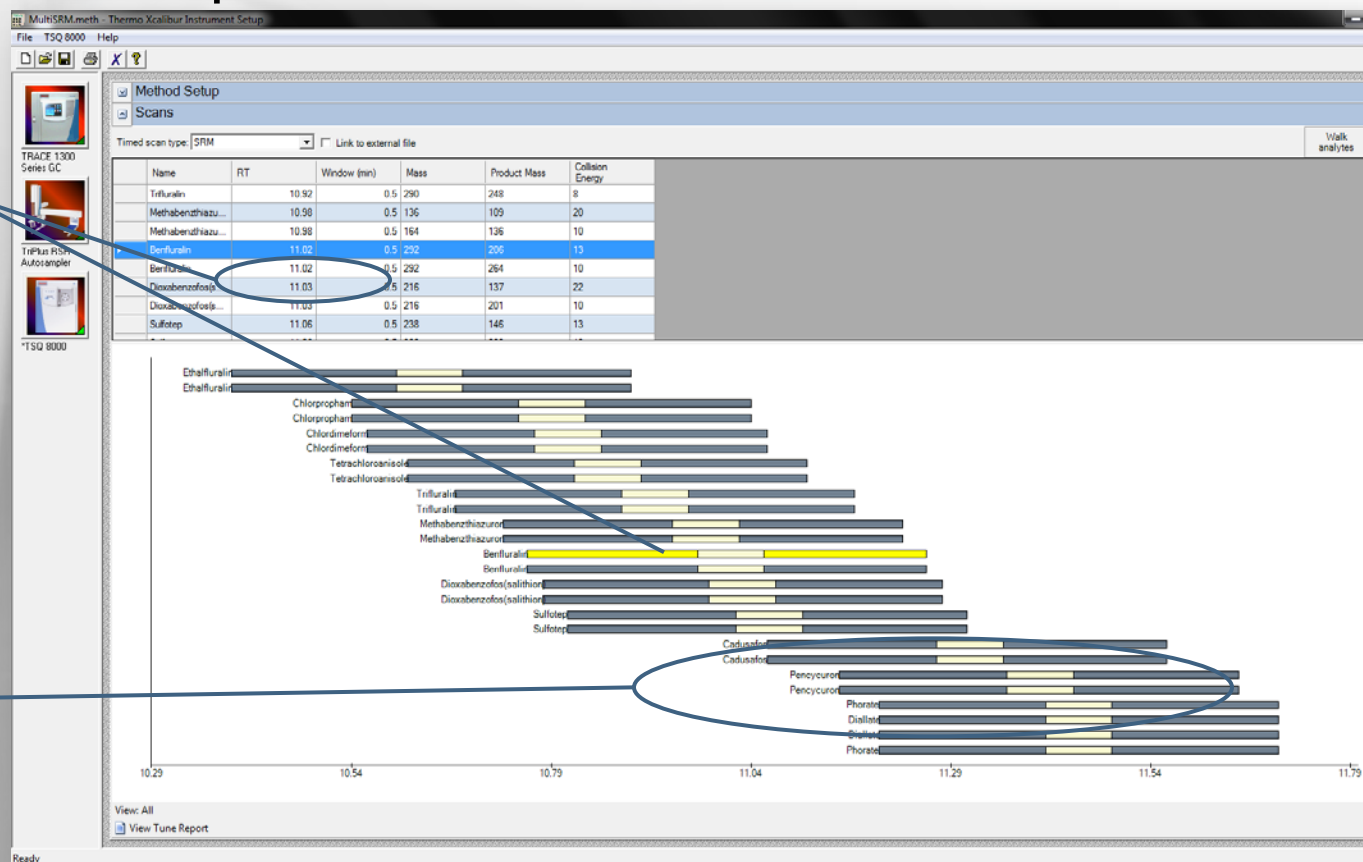 MultiSRM.meth - Thermo Xcalibur Instrument Setup
File TSQ 8000 Help
TRACE 1300
Series GC
TriPlus RSH
Autosampler
*TSQ 8000
Method Setup
Scans
Timed scan type: SRM Link to external file
Walk
analytes
Name RT Window (min) Mass Product Mass Collision Energy
Trifluralin 10.92 0.5 290 248 8
Methabenzthiazu... 10.98 0.5 136 109 20
Methabenzthiazu... 10.98 0.5 164 136 10
Benfluralin 11.02 0.5 292 206 13
Benfluralin 11.02 0.5 292 264 10
Dioxabenzofos(s... 11.03 0.5 216 137 22
Dioxabenzofos(s... 11.03 0.5 216 201 10
Sulfotep 11.06 0.5 238 146 13
Ethalfluralin
Ethalfluralin
Chlorpropham
Chlorpropham
Chlordimeform
Chlordimeform
Tetrachloroanisole
Tetrachloroanisole
Trifluralin
Trifluralin
Methabenzthiazuron
Methabenzthiazuron
Benfluralin
Benfluralin
Dioxabenzofos(salithion)
Dioxabenzofos(salithion)
Sulfotep
Sulfotep
Cadusafos
Cadusafos
Pencycuron
Pencycuron
Phorate
Diallate
Diallate
Phorate
10.29 10.54 10.79 11.04 11.29 11.54 11.79
View: All
View Tune Report
Ready